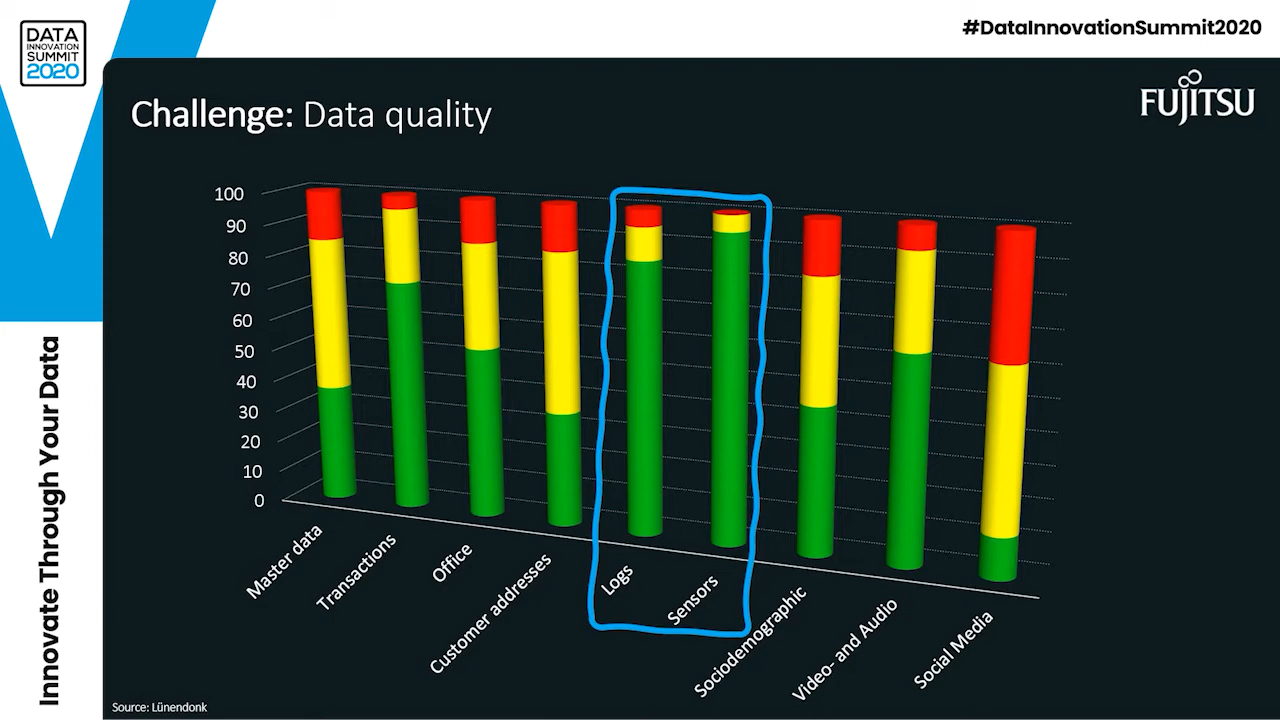 DATA
INNOVATION
SUMMIT
2020
#DataInnovationSummit2020
FUJITSU
Challenge: Data quality
100
90
80
70
60
50
40
30
20
10
0
Master data
Transactions
Office
Customer addresses
Logs
Sensors
Sociodemographic
Video- and Audio
Social Media
Innovate Through Your Data
Source: Lünendonk